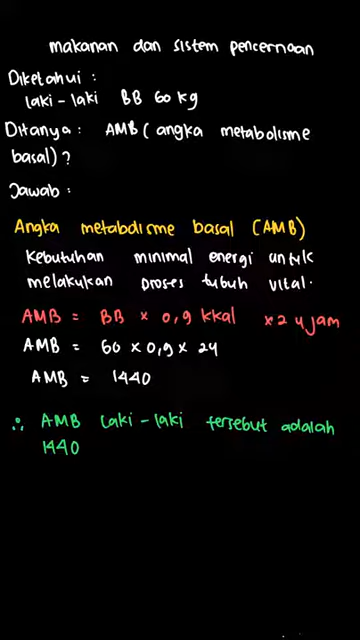 makanan dan sistem pencernaan
Diketahui :
laki - laki BB 60 kg
Ditanya : AMB ( angka metabolisme
basal) ?
Jawab :
Angka metabolisme basal (AMB)
Kebutuhan minimal energi untuk
melakukan proses tubuh vital.
AMB = BB × 0,9 kkal × 24 jam
AMB = 60 × 0,9 × 24
AMB = 1440
∴ AMB laki - laki tersebut adalah
1440